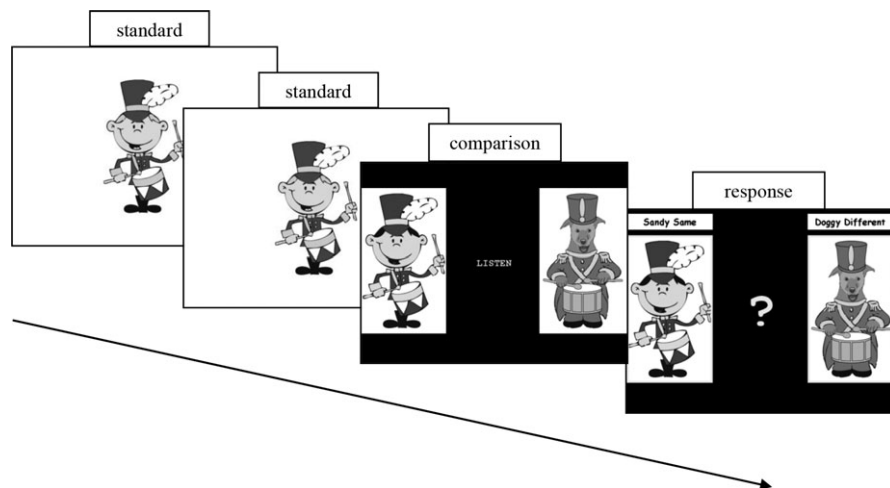 standard
standard
comparison
LISTEN
response
Sandy Same
Doggy Different
?